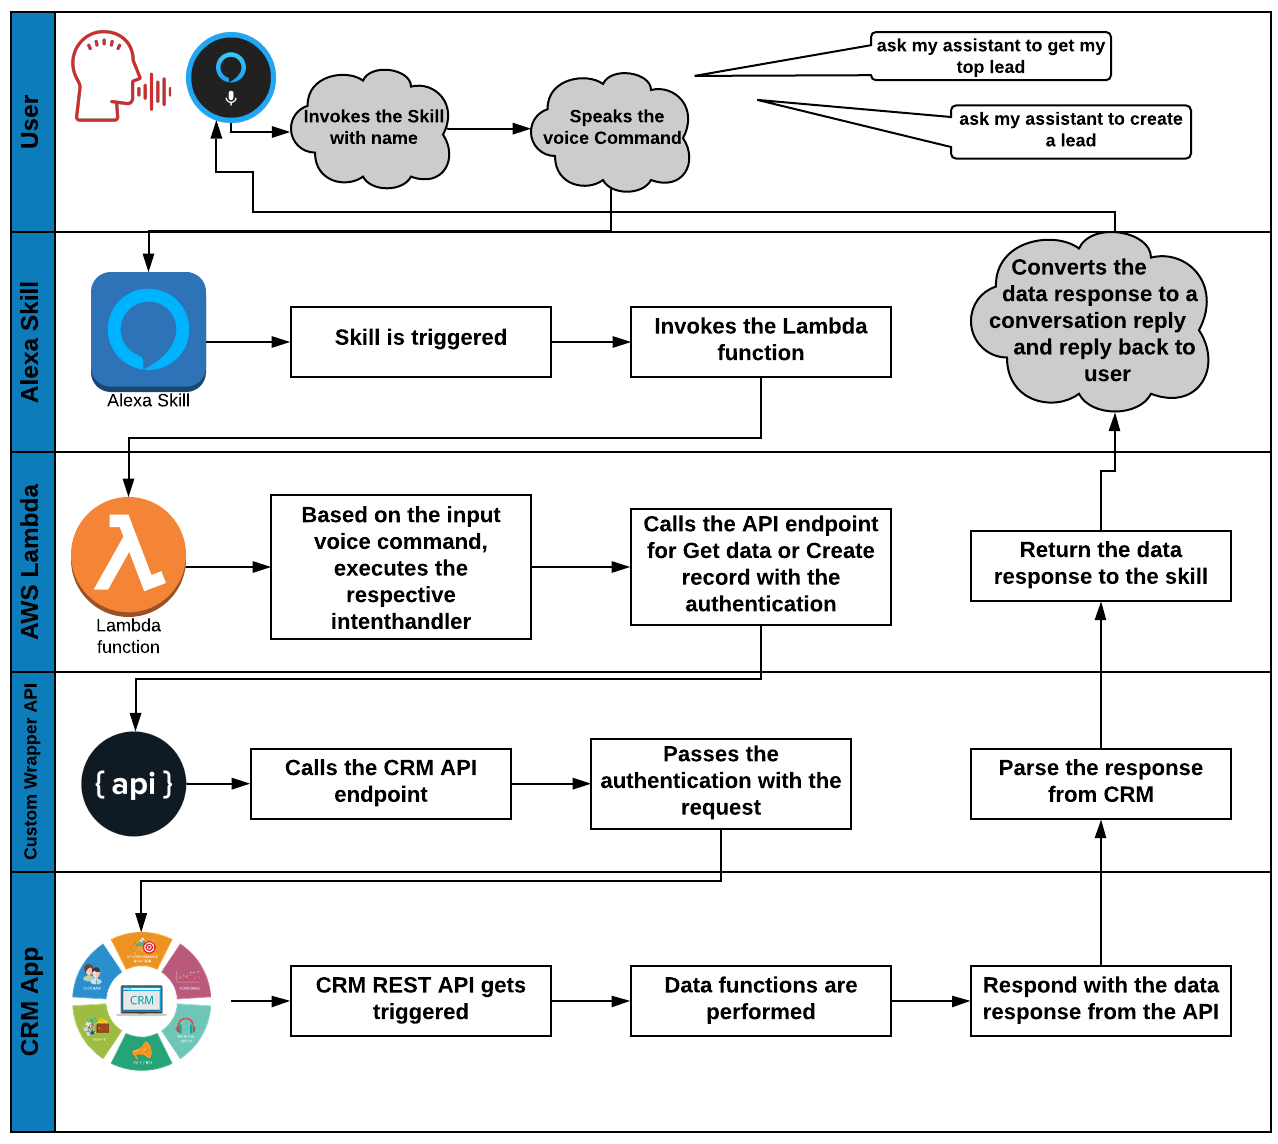 User
Invokes the Skill
with name
Speaks the
voice Command
ask my assistant to get my
top lead
ask my assistant to create
a lead
Alexa Skill
Alexa Skill
Skill is triggered
Invokes the Lambda
function
Converts the
data response to a
conversation reply
and reply back to
user
AWS Lambda
Lambda
function
Based on the input
voice command,
executes the
respective
intenthandler
Calls the API endpoint
for Get data or Create
record with the
authentication
Return the data
response to the skill
Custom Wrapper API
{ api }
Calls the CRM API
endpoint
Passes the
authentication with the
request
Parse the response
from CRM
CRM App
CRM
CRM REST API gets
triggered
Data functions are
performed
Respond with the data
response from the API